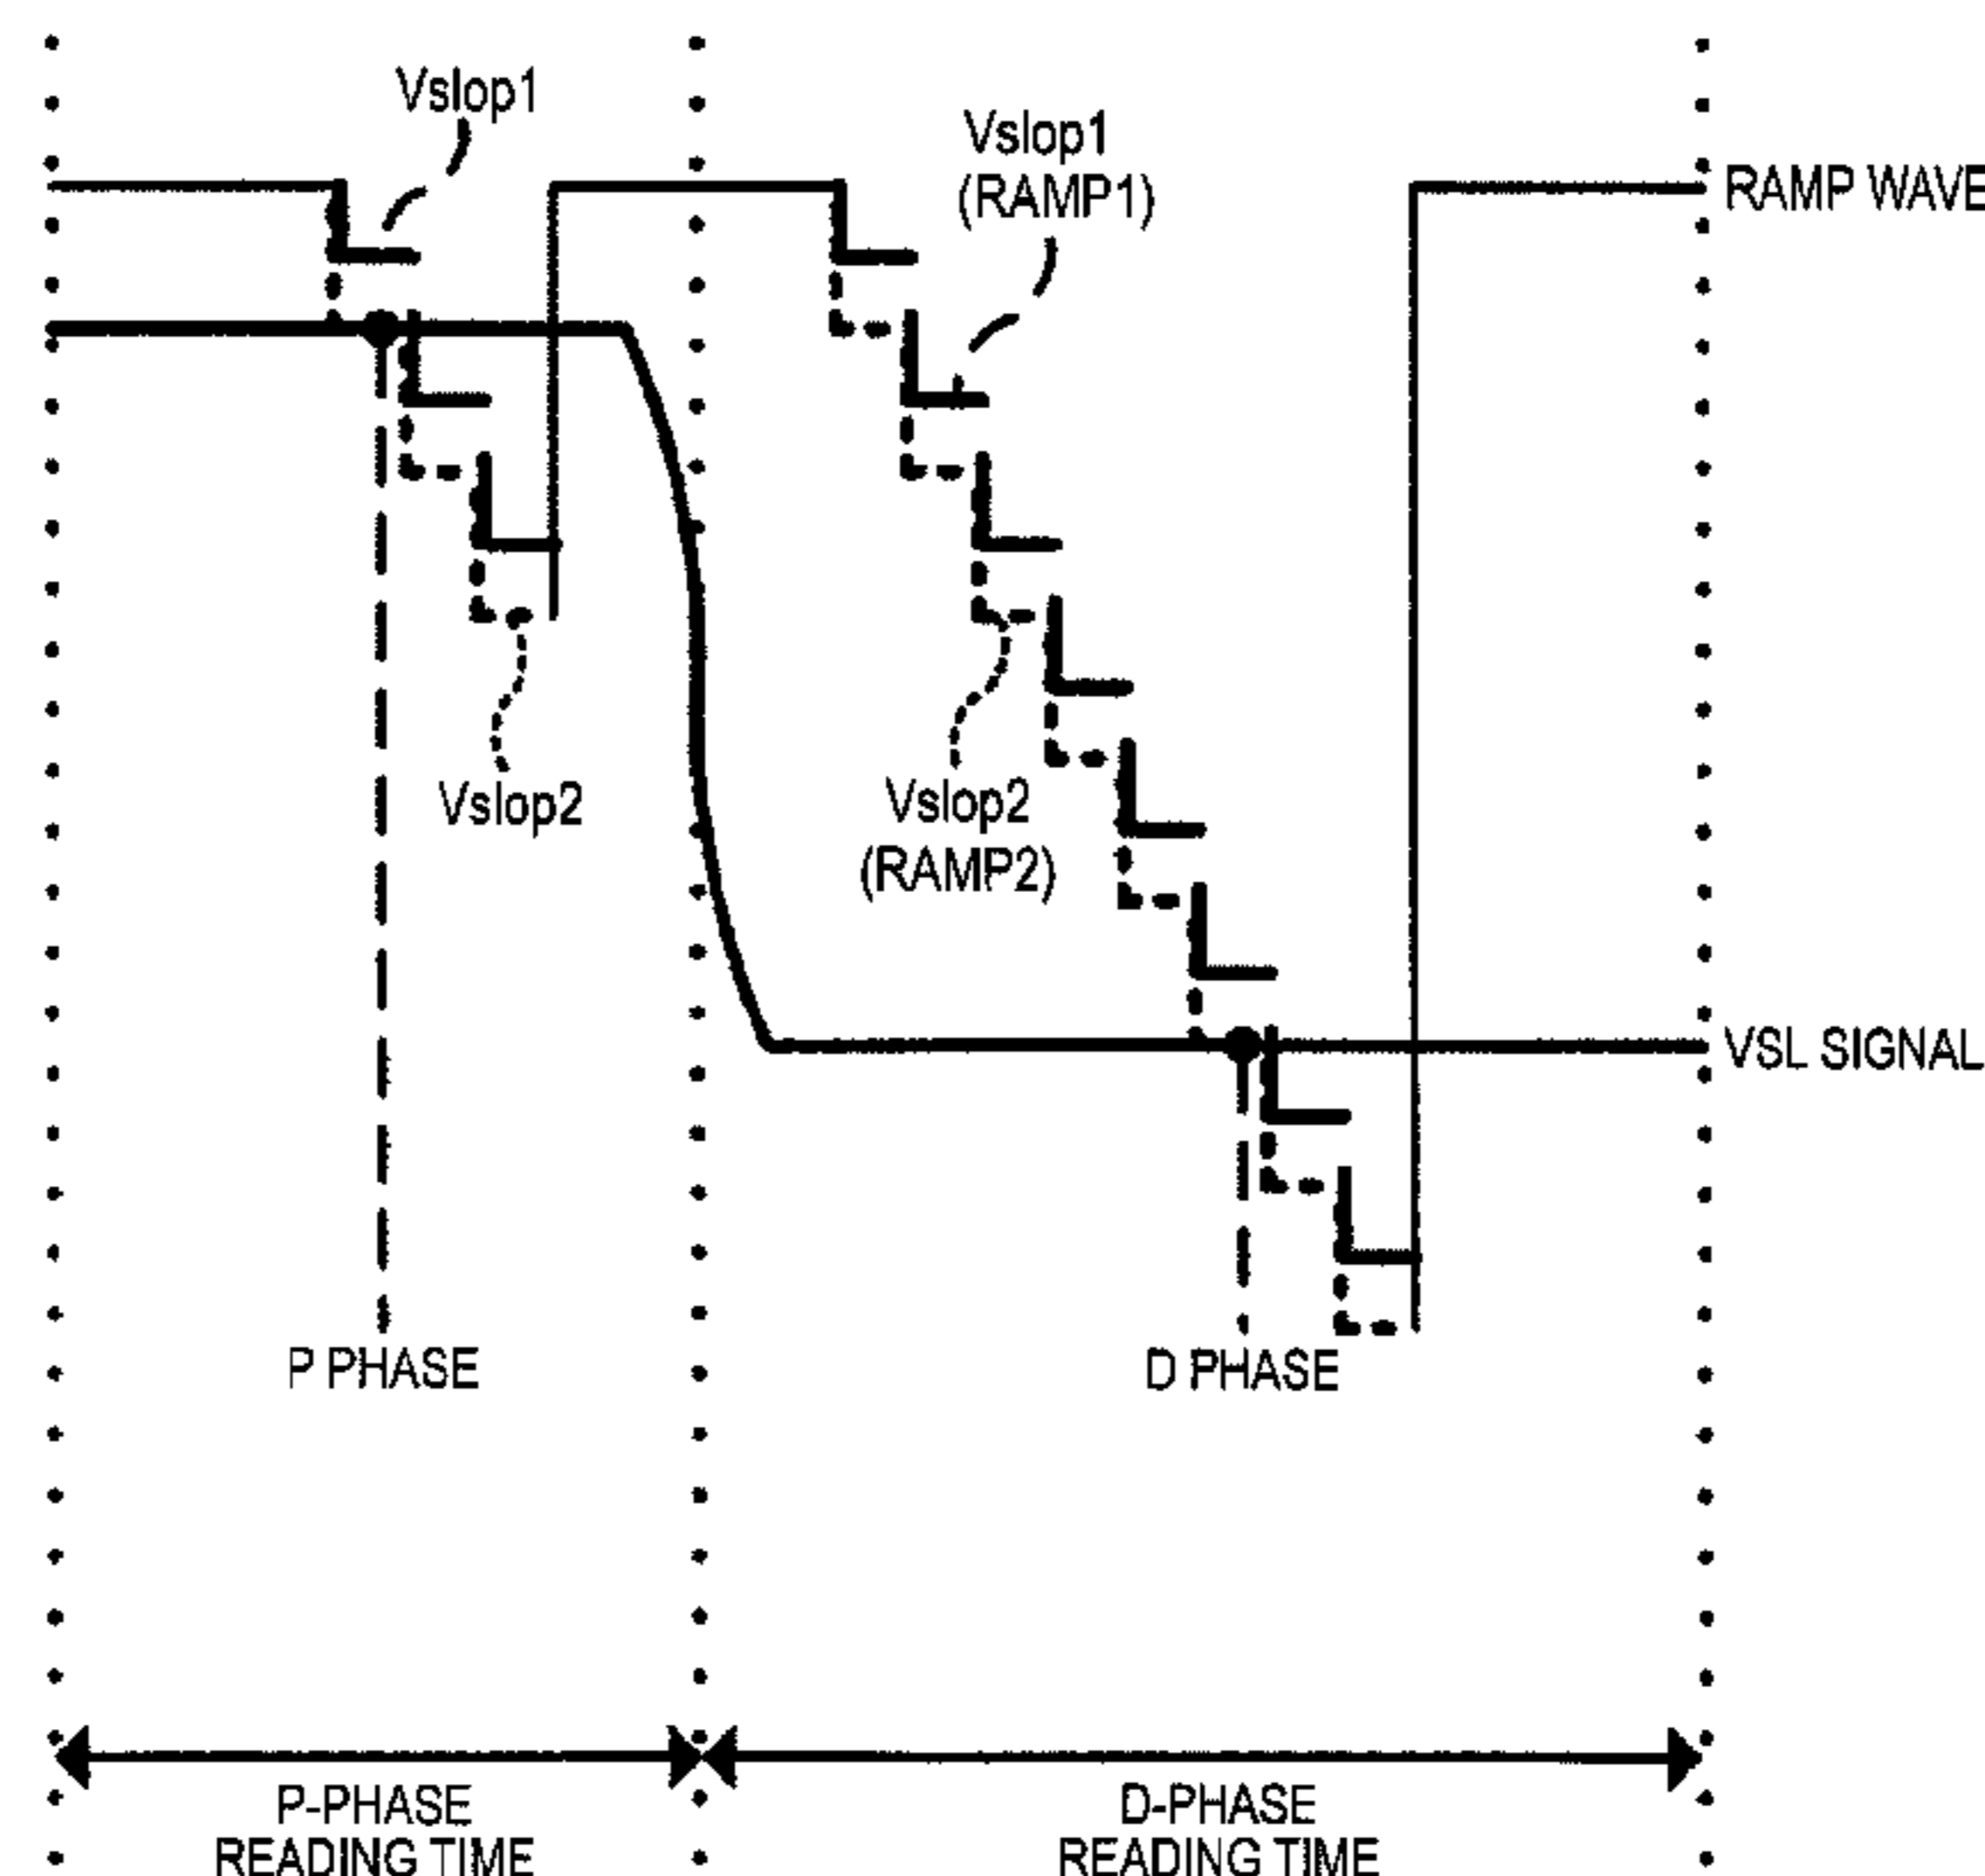 Vslop1
Vslop1
(RAMP1)
RAMP WAVE
Vslop2
Vslop2
(RAMP2)
VSL SIGNAL
P PHASE
D PHASE
P-PHASE
READING TIME
D-PHASE
READING TIME